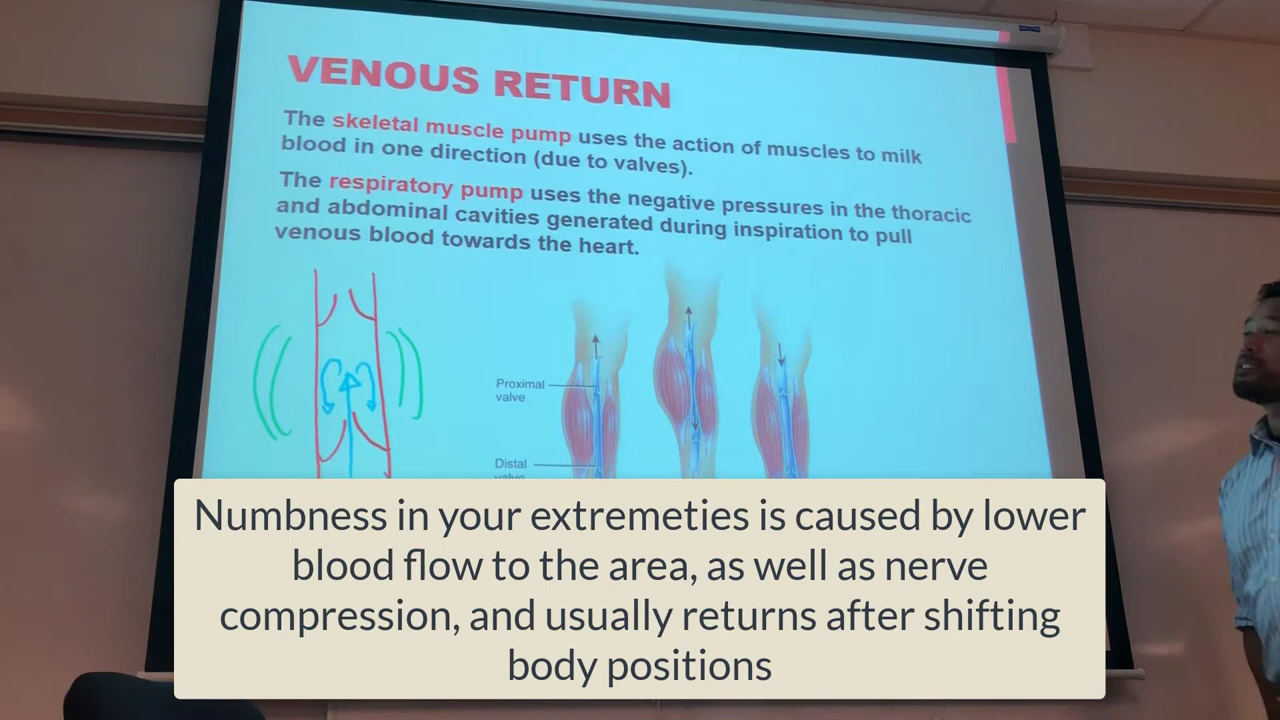 VENOUS RETURN
The skeletal muscle pump uses the action of muscles to milk
blood in one direction (due to valves).
The respiratory pump uses the negative pressures in the thoracic
and abdominal cavities generated during inspiration to pull
venous blood towards the heart.
Proximal
valve
Distal
valve
Numbness in your extremeties is caused by lower
blood flow to the area, as well as nerve
compression, and usually returns after shifting
body positions